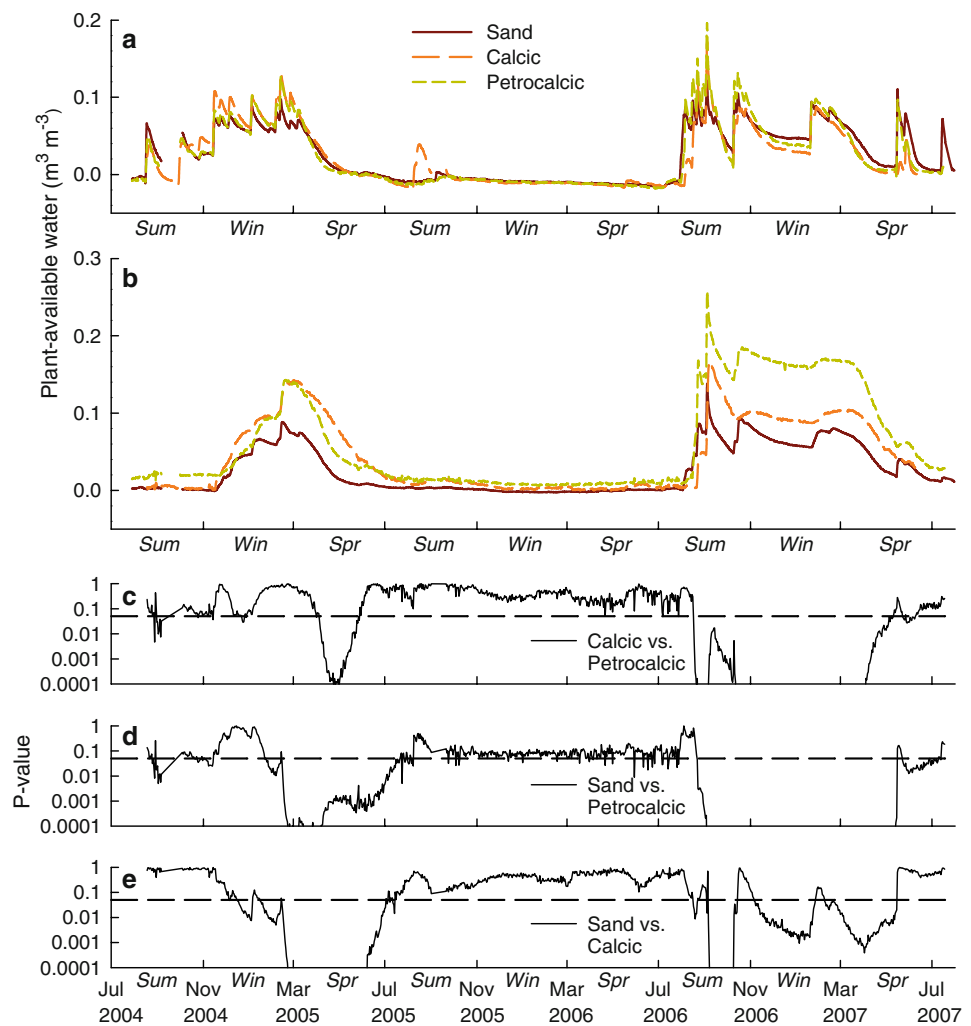 a
Sand
Calcic
Petrocalcic
0.2
0.1
0.0
Sum Win Spr Sum Win Spr Sum Win Spr
Plant-available water (m³ m⁻³)
b
0.3
0.2
0.1
0.0
Sum Win Spr Sum Win Spr Sum Win Spr
c
1
0.1
0.01
0.001
0.0001
Calcic vs.
Petrocalcic
P-value
d
1
0.1
0.01
0.001
0.0001
Sand vs.
Petrocalcic
e
1
0.1
0.01
0.001
0.0001
Sand vs.
Calcic
Sum Win Spr Sum Win Spr Sum Win Spr
Jul Nov Mar Jul Nov Mar Jul Nov Mar Jul
2004 2004 2005 2005 2005 2006 2006 2006 2007 2007